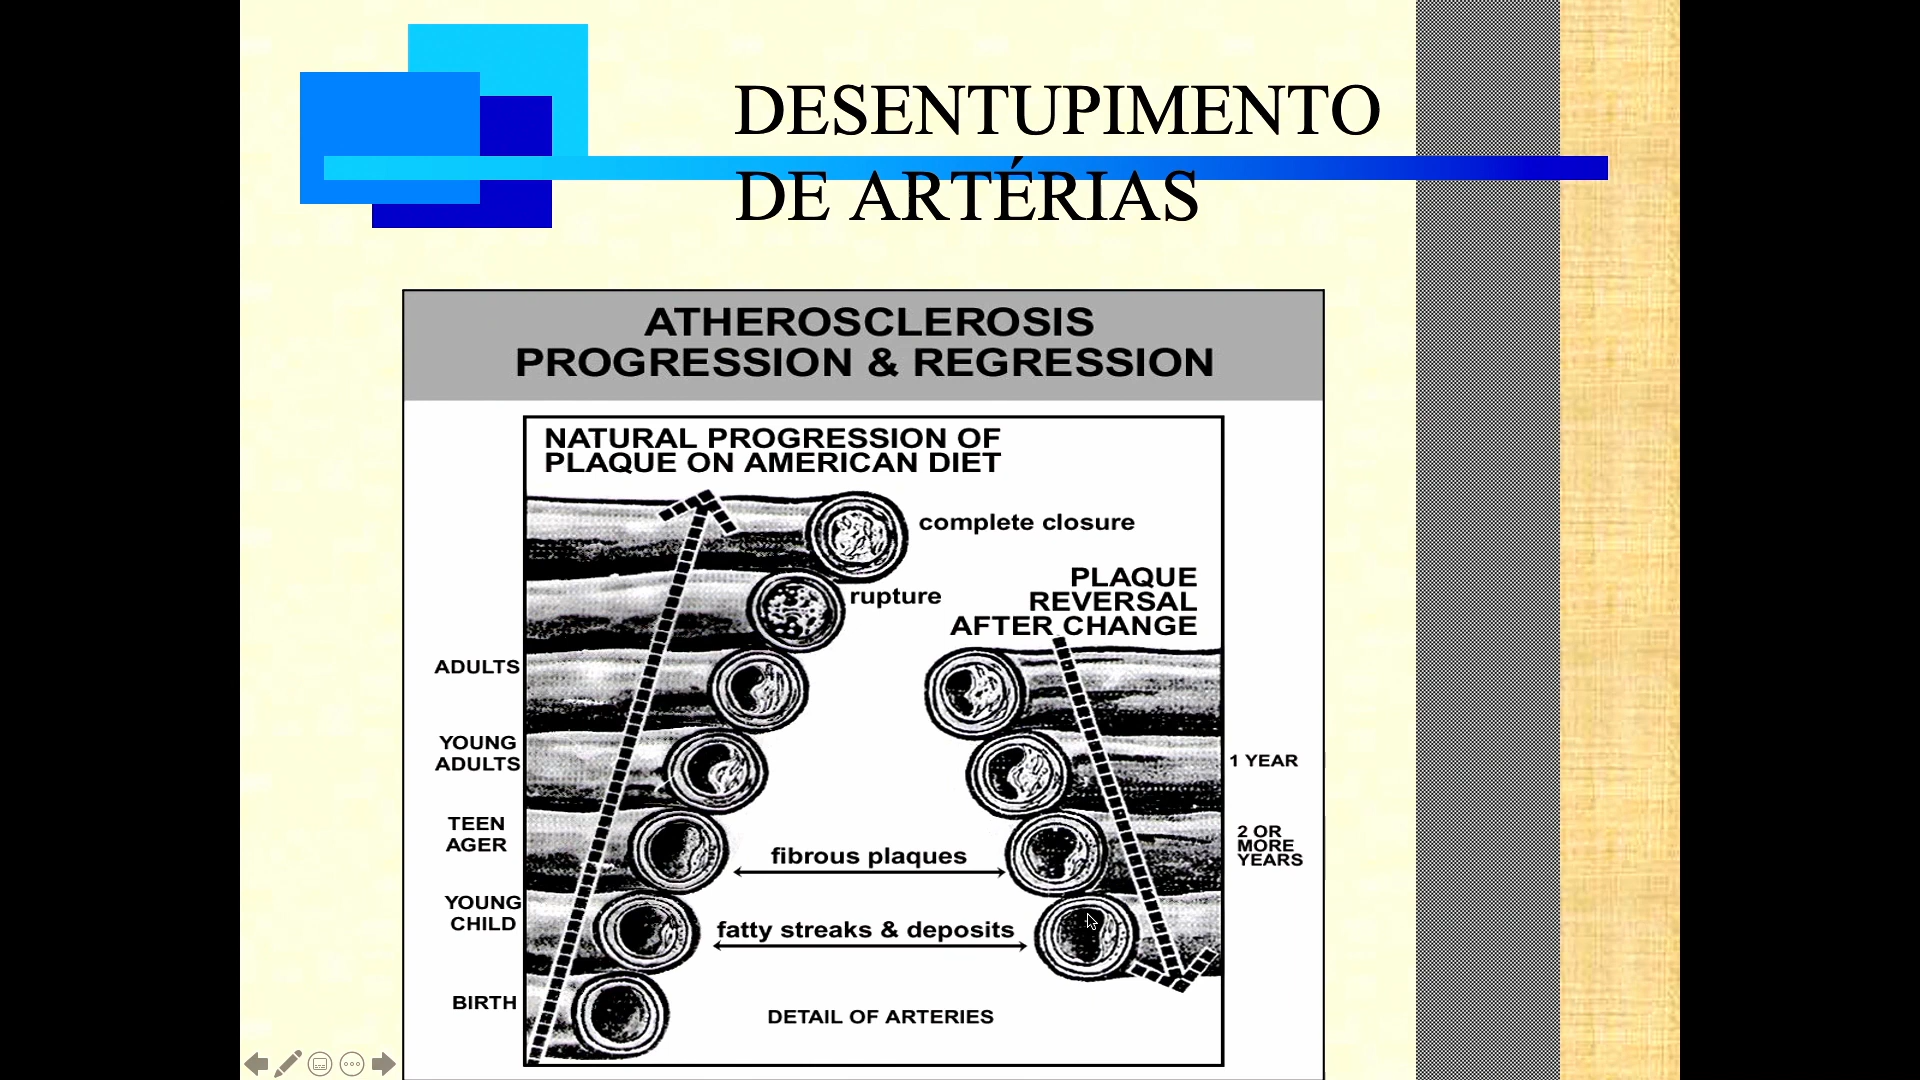 DESENTUPIMENTO
DE ARTÉRIAS
ATHEROSCLEROSIS
PROGRESSION & REGRESSION
NATURAL PROGRESSION OF
PLAQUE ON AMERICAN DIET
complete closure
PLAQUE
REVERSAL
AFTER CHANGE
rupture
ADULTS
YOUNG
ADULTS
1 YEAR
TEEN
AGER
2 OR
MORE
YEARS
fibrous plaques
YOUNG
CHILD
fatty streaks & deposits
BIRTH
DETAIL OF ARTERIES